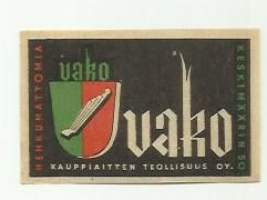 HEHKUMATTOMIA
vako
vako
KAUPPIAITTEN TEOLLISUUS OY.
KESKIMÄÄRIN 50